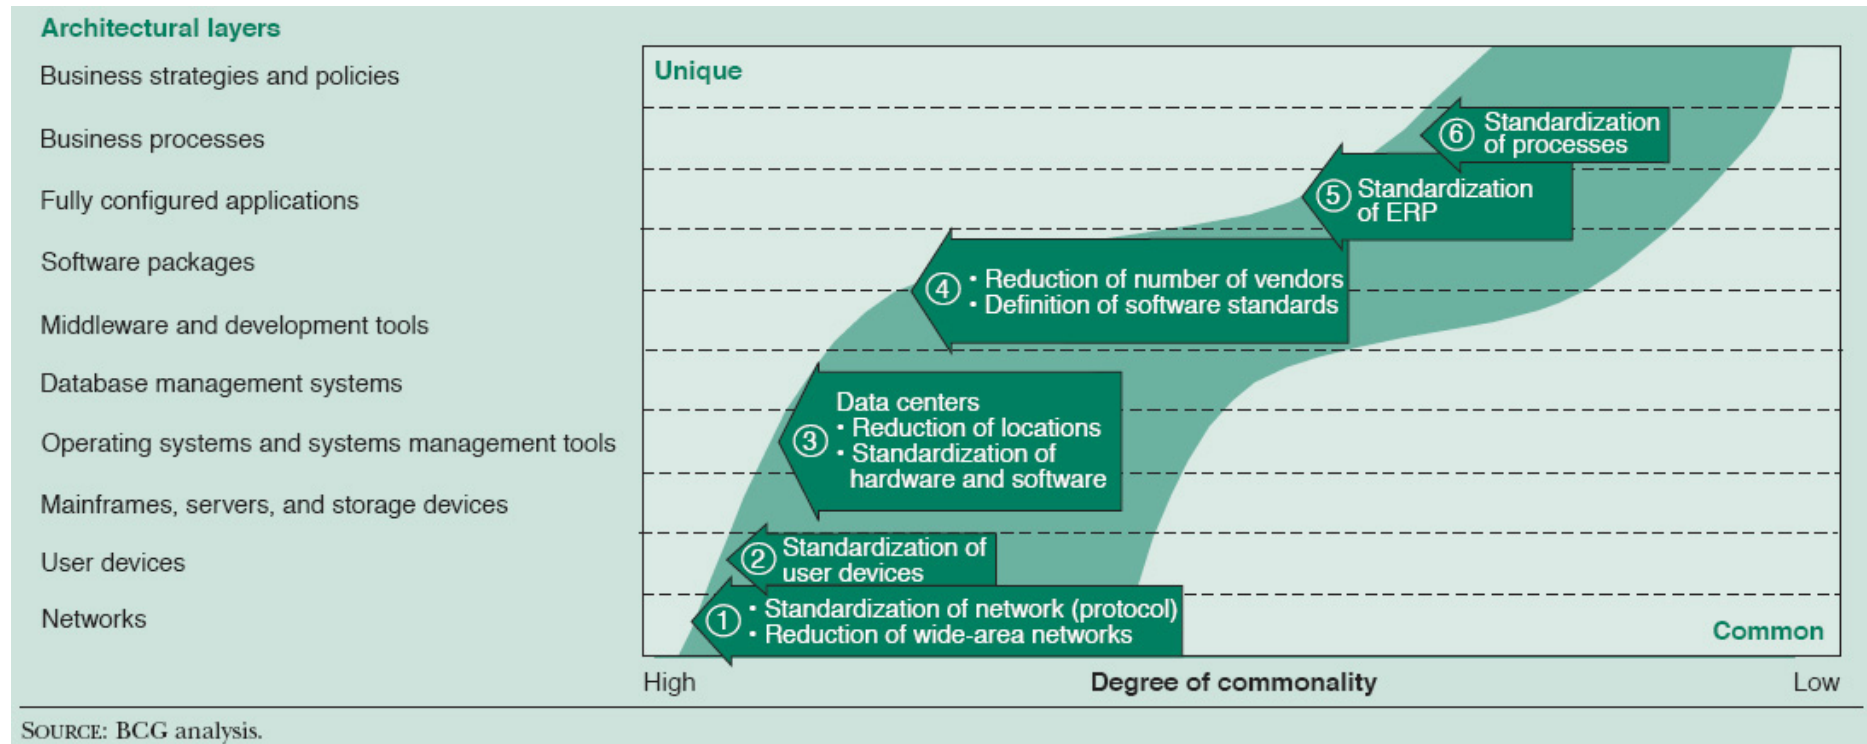 Architectural layers
Business strategies and policies
Business processes
Fully configured applications
Software packages
Middleware and development tools
Database management systems
Operating systems and systems management tools
Mainframes, servers, and storage devices
User devices
Networks
Unique
6 Standardization
of processes
5 Standardization
of ERP
4 • Reduction of number of vendors
• Definition of software standards
3 Data centers
• Reduction of locations
• Standardization of
hardware and software
2 Standardization of
user devices
1 • Standardization of network (protocol)
• Reduction of wide-area networks
Common
High
Degree of commonality
Low
SOURCE: BCG analysis.